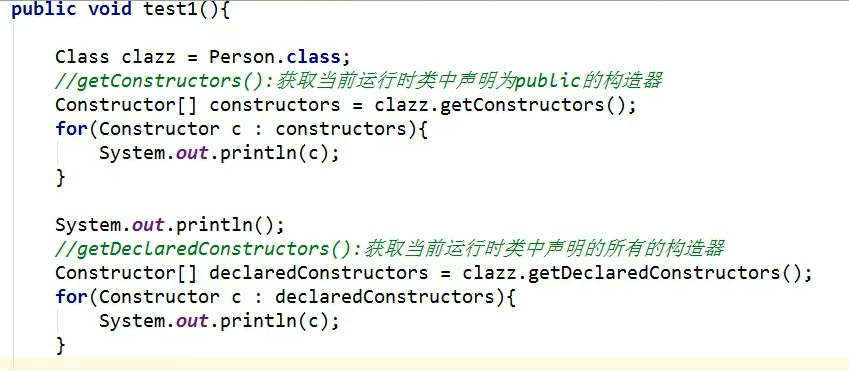 public void test1(){
Class clazz = Person.class;
//getConstructors():获取当前运行时类中声明为public的构造器
Constructor[] constructors = clazz.getConstructors();
for(Constructor c : constructors){
System.out.println(c);
}
System.out.println();
//getDeclaredConstructors():获取当前运行时类中声明的所有的构造器
Constructor[] declaredConstructors = clazz.getDeclaredConstructors();
for(Constructor c : declaredConstructors){
System.out.println(c);
}